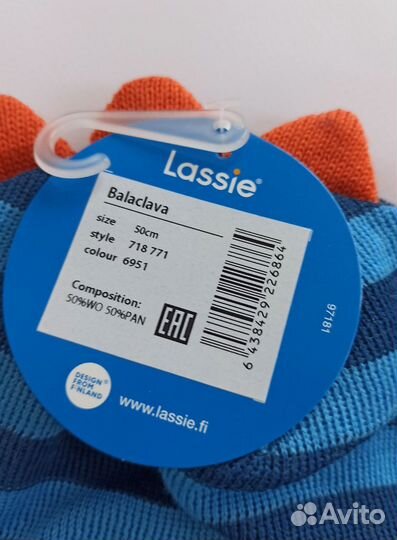 Lassie®
Balaclava
size 50cm
style 718 771
colour 6951
Composition:
50%WO 50%PAN
EAC
6 438429 226864
97181
DESIGN
FROM
FINLAND
www.lassie.fi
Avito